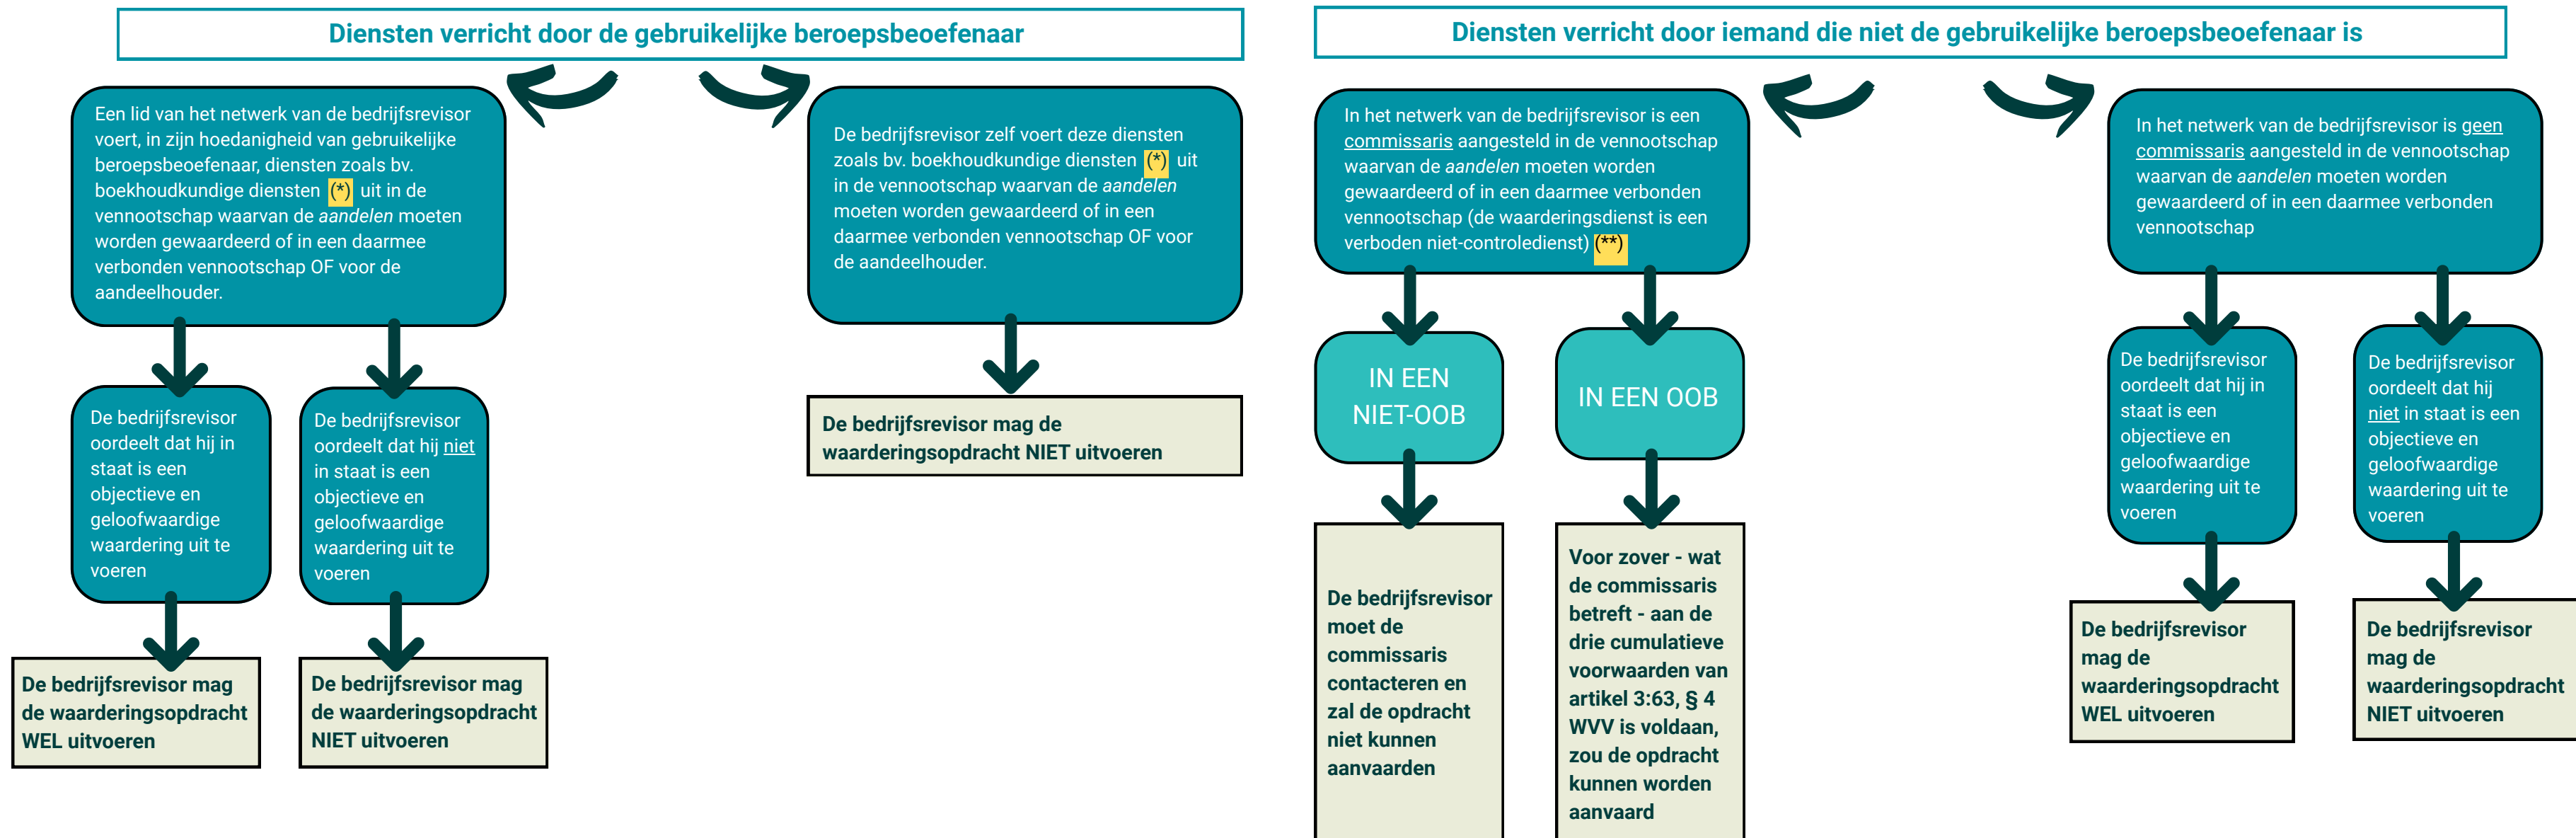 Diensten verricht door de gebruikelijke beroepsbeoefenaar
Een lid van het netwerk van de bedrijfsrevisor
voert, in zijn hoedanigheid van gebruikelijke
beroepsbeoefenaar, diensten zoals bv.
boekhoudkundige diensten (*) uit in de
vennootschap waarvan de aandelen moeten
worden gewaardeerd of in een daarmee
verbonden vennootschap OF voor de
aandeelhouder.
De bedrijfsrevisor
oordeelt dat hij in
staat is een
objectieve en
geloofwaardige
waardering uit te
voeren
De bedrijfsrevisor mag
de waarderingsopdracht
WEL uitvoeren
De bedrijfsrevisor
oordeelt dat hij niet
in staat is een
objectieve en
geloofwaardige
waardering uit te
voeren
De bedrijfsrevisor mag
de waarderingsopdracht
NIET uitvoeren
De bedrijfsrevisor zelf voert deze diensten
zoals bv. boekhoudkundige diensten (*) uit
in de vennootschap waarvan de aandelen
moeten worden gewaardeerd of in een
daarmee verbonden vennootschap OF voor
de aandeelhouder.
De bedrijfsrevisor mag de
waarderingsopdracht NIET uitvoeren
Diensten verricht door iemand die niet de gebruikelijke beroepsbeoefenaar is
In het netwerk van de bedrijfsrevisor is een
commissaris aangesteld in de vennootschap
waarvan de aandelen moeten worden
gewaardeerd of in een daarmee verbonden
vennootschap (de waarderingsdienst is een
verboden niet-controledienst) (**)
IN EEN
NIET-OOB
De bedrijfsrevisor
moet de
commissaris
contacteren en
zal de opdracht
niet kunnen
aanvaarden
IN EEN OOB
Voor zover - wat
de commissaris
betreft - aan de
drie cumulatieve
voorwaarden van
artikel 3:63, § 4
WVV is voldaan,
zou de opdracht
kunnen worden
aanvaard
In het netwerk van de bedrijfsrevisor is geen
commissaris aangesteld in de vennootschap
waarvan de aandelen moeten worden
gewaardeerd of in een daarmee verbonden
vennootschap
De bedrijfsrevisor
oordeelt dat hij in
staat is een
objectieve en
geloofwaardige
waardering uit te
voeren
De bedrijfsrevisor
mag de
waarderingsopdracht
WEL uitvoeren
De bedrijfsrevisor
oordeelt dat hij
niet in staat is een
objectieve en
geloofwaardige
waardering uit te
voeren
De bedrijfsrevisor
mag de
waarderingsopdracht
NIET uitvoeren